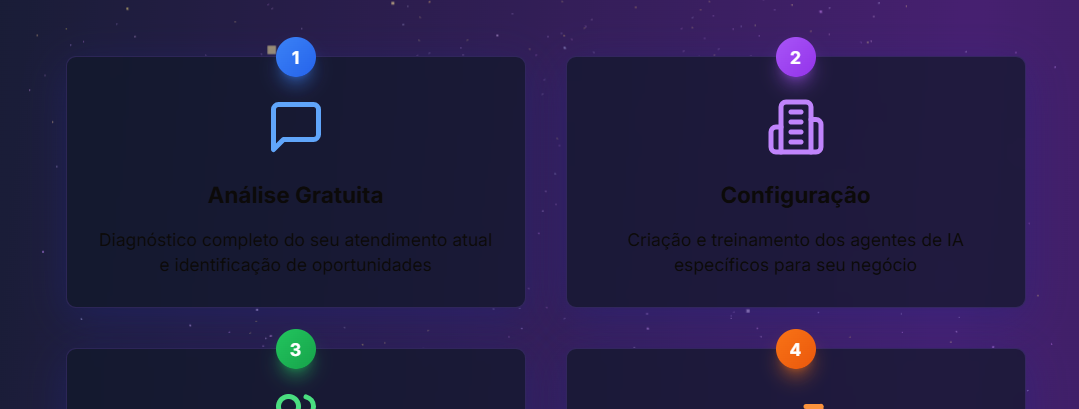 1
2
Análise Gratuita
Diagnóstico completo do seu atendimento atual
e identificação de oportunidades
Configuração
Criação e treinamento dos agentes de IA
específicos para seu negócio
3
4